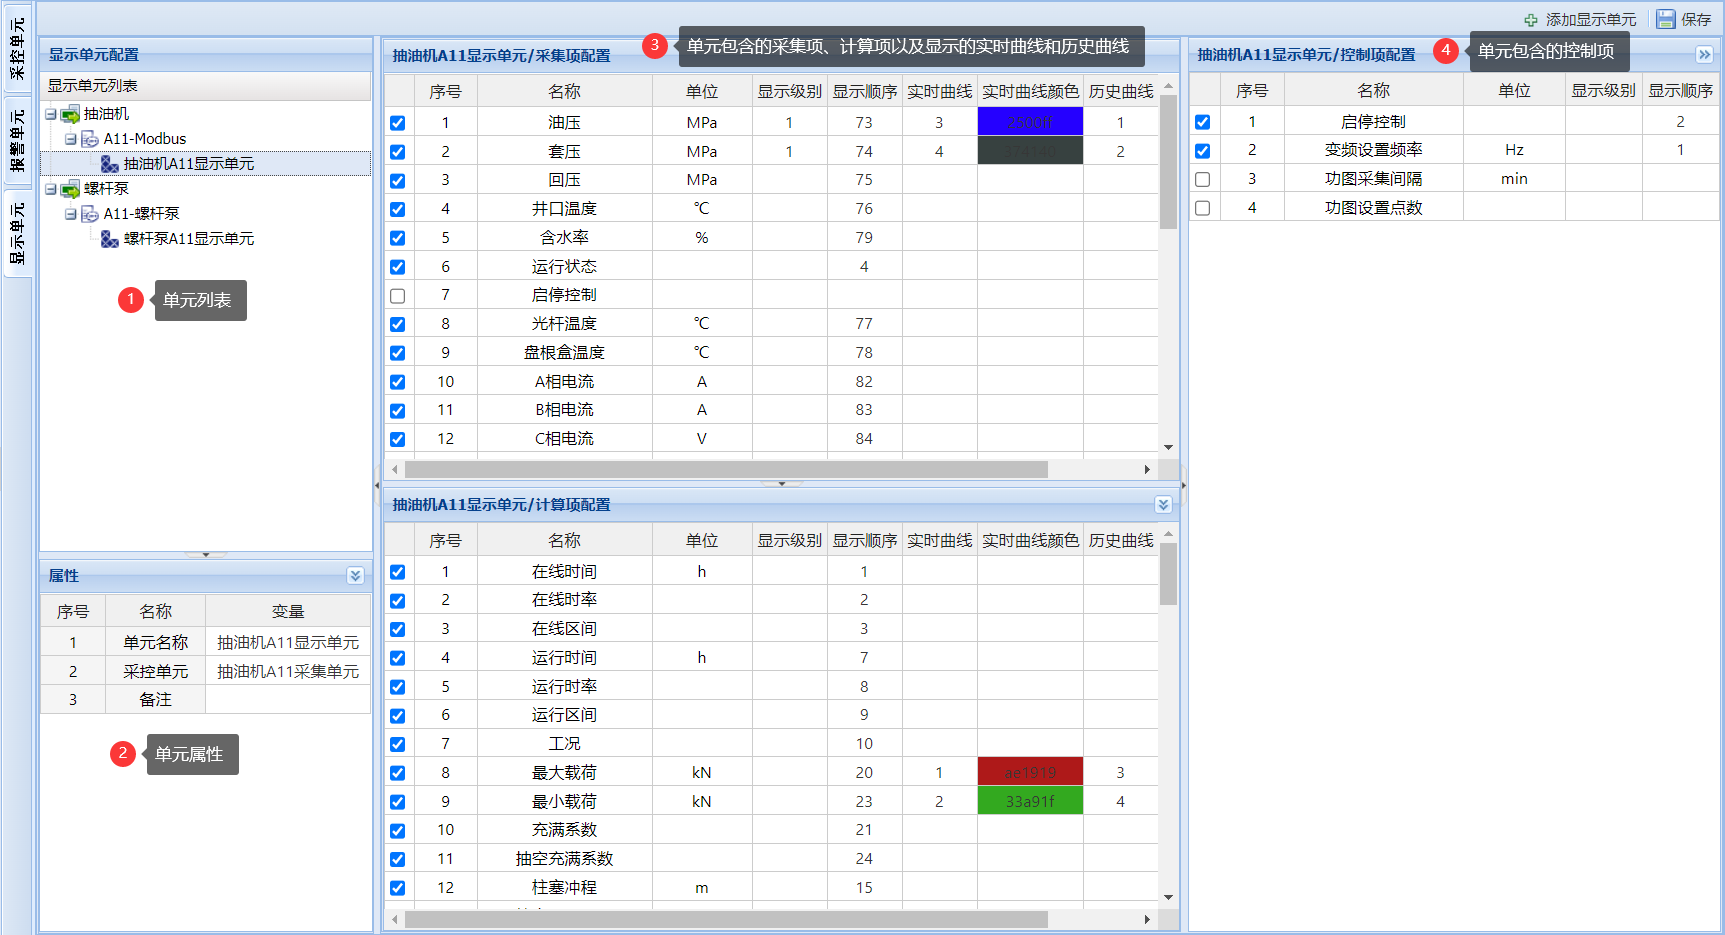 添加显示单元 保存
采控单元
报警单元
显示单元
显示单元配置
显示单元列表
抽油机
A11-Modbus
抽油机A11显示单元
螺杆泵
A11-螺杆泵
螺杆泵A11显示单元
1 单元列表
属性
序号 名称 变量
1 单元名称 抽油机A11显示单元
2 采控单元 抽油机A11采集单元
3 备注
2 单元属性
抽油机A11显示单元/采集项配置
3 单元包含的采集项、计算项以及显示的实时曲线和历史曲线
序号 名称 单位 显示级别 显示顺序 实时曲线 实时曲线颜色 历史曲线
1 油压 MPa 1 73 3 2500ff 1
2 套压 MPa 1 74 4 2
3 回压 MPa 75
4 井口温度 ℃ 76
5 含水率 % 79
6 运行状态 4
7 启停控制
8 光杆温度 ℃ 77
9 盘根盒温度 ℃ 78
10 A相电流 A 82
11 B相电流 A 83
12 C相电流 V 84
抽油机A11显示单元/计算项配置
序号 名称 单位 显示级别 显示顺序 实时曲线 实时曲线颜色 历史曲线
1 在线时间 h 1
2 在线时率 2
3 在线区间 3
4 运行时间 h 7
5 运行时率 8
6 运行区间 9
7 工况 10
8 最大载荷 kN 20 1 ae1919 3
9 最小载荷 kN 23 2 33a91f 4
10 充满系数 21
11 抽空充满系数 24
12 柱塞冲程 m 15
抽油机A11显示单元/控制项配置
4 单元包含的控制项
序号 名称 单位 显示级别 显示顺序
1 启停控制 2
2 变频设置频率 Hz 1
3 功图采集间隔 min
4 功图设置点数